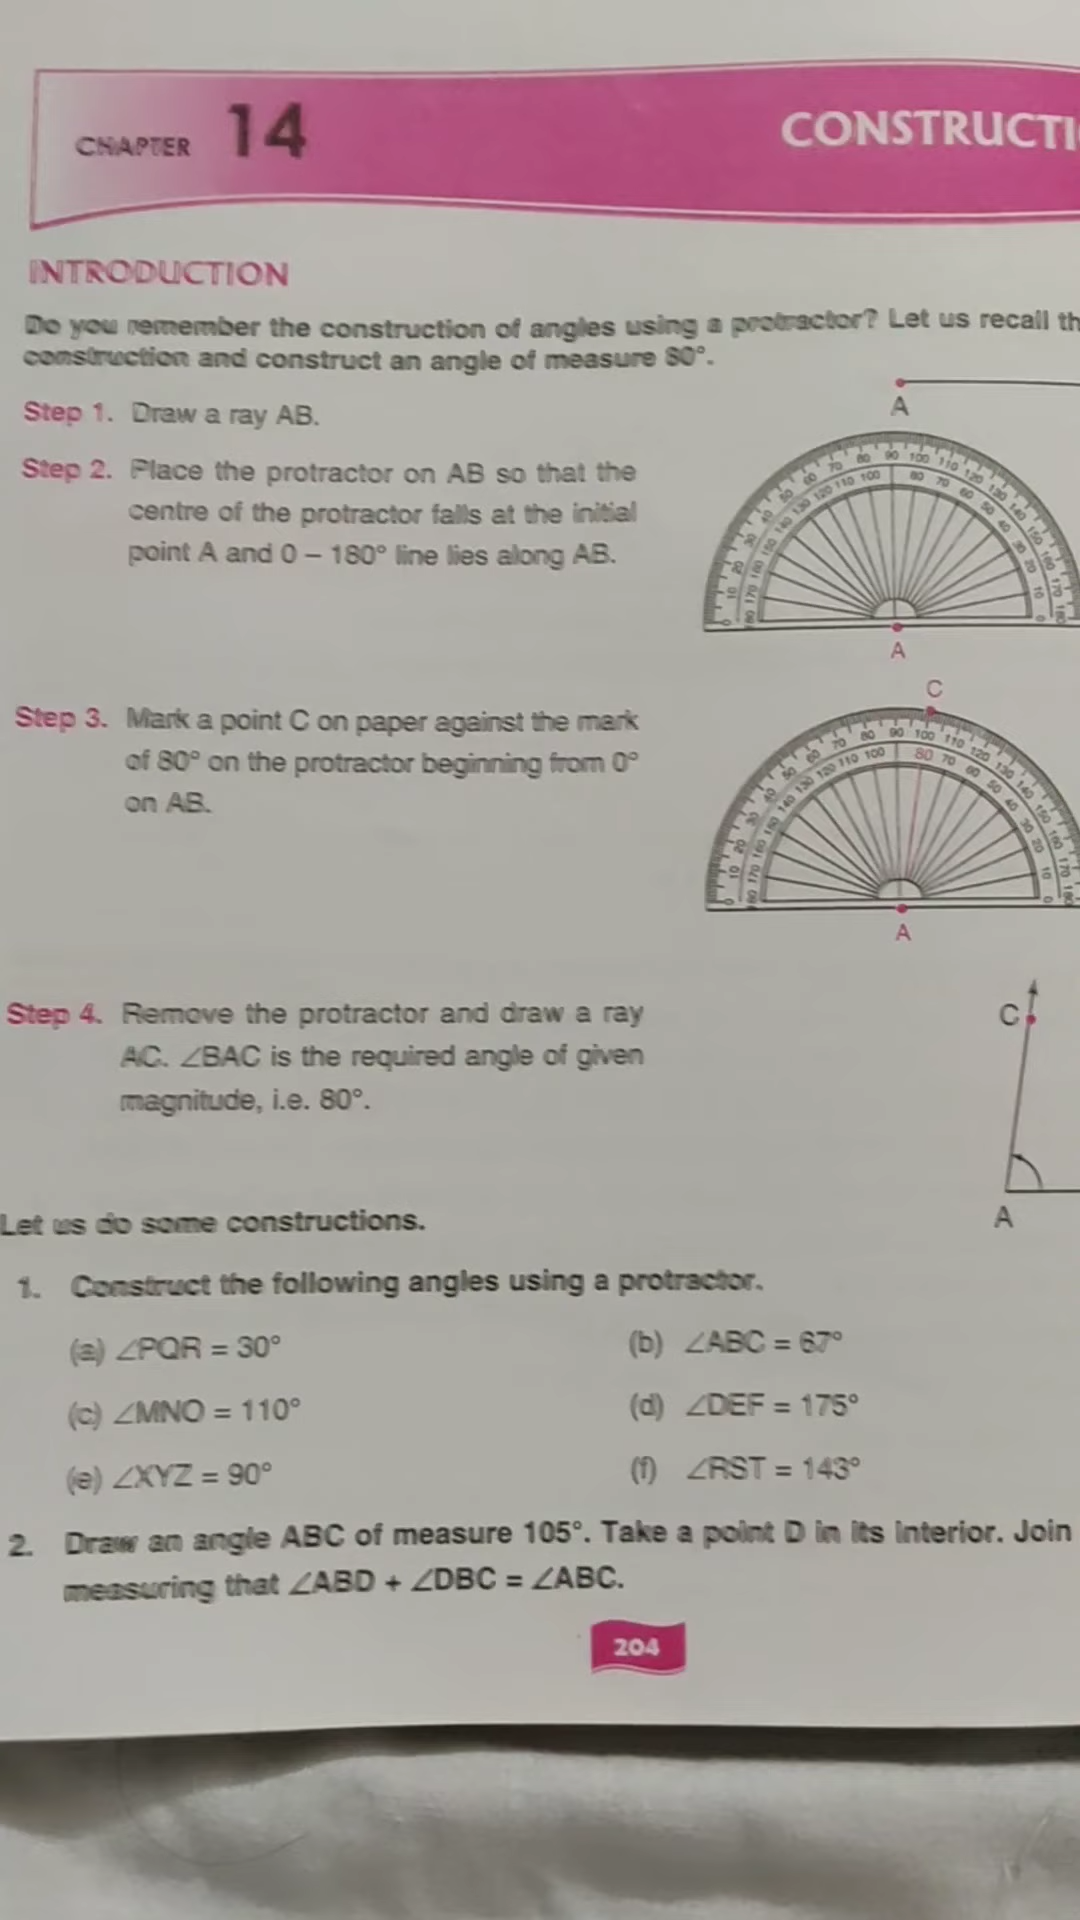 CHAPTER 14
CONSTRUCTI
INTRODUCTION
Do you remember the construction of angles using a protractor? Let us recall th
construction and construct an angle of measure 80°.
Step 1. Draw a ray AB.
A
Step 2. Place the protractor on AB so that the
centre of the protractor falls at the initial
point A and 0 – 180° line lies along AB.
A
C
Step 3. Mark a point C on paper against the mark
of 80° on the protractor beginning from 0°
on AB.
80
A
Step 4. Remove the protractor and draw a ray
AC. ∠BAC is the required angle of given
magnitude, i.e. 80°.
C
A
Let us do some constructions.
1. Construct the following angles using a protractor.
(a) ∠PQR = 30° (b) ∠ABC = 67°
(c) ∠MNO = 110° (d) ∠DEF = 175°
(e) ∠XYZ = 90° (f) ∠RST = 143°
2. Draw an angle ABC of measure 105°. Take a point D in its interior. Join
measuring that ∠ABD + ∠DBC = ∠ABC.
204